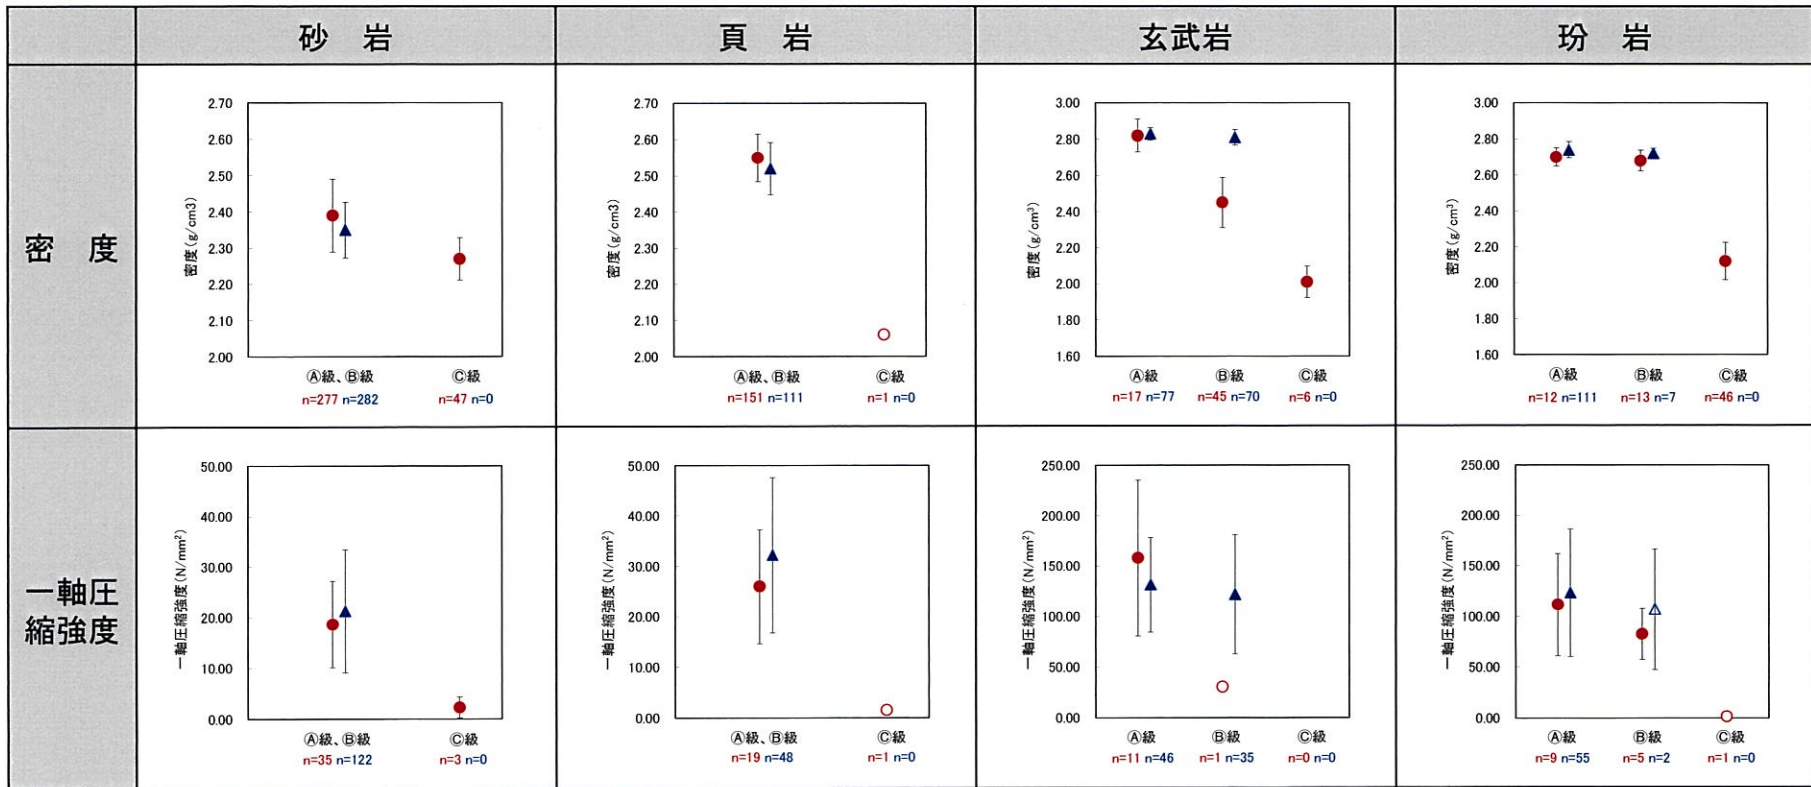 砂 岩
頁 岩
玄武岩
玢 岩
密 度
密度(g/cm3)
2.70
2.60
2.50
2.40
2.30
2.20
2.10
2.00
Ⓐ級、Ⓑ級
Ⓒ級
n=277 n=282
n=47 n=0
密度(g/cm3)
2.70
2.60
2.50
2.40
2.30
2.20
2.10
2.00
Ⓐ級、Ⓑ級
Ⓒ級
n=151 n=111
n=1 n=0
密度(g/cm³)
3.00
2.80
2.60
2.40
2.20
2.00
1.80
1.60
Ⓐ級
Ⓑ級
Ⓒ級
n=17 n=77
n=45 n=70
n=6 n=0
密度(g/cm³)
3.00
2.80
2.60
2.40
2.20
2.00
1.80
1.60
Ⓐ級
Ⓑ級
Ⓒ級
n=12 n=111
n=13 n=7
n=46 n=0
一軸圧
縮強度
一軸圧縮強度(N/mm²)
50.00
40.00
30.00
20.00
10.00
0.00
Ⓐ級、Ⓑ級
Ⓒ級
n=35 n=122
n=3 n=0
一軸圧縮強度(N/mm²)
50.00
40.00
30.00
20.00
10.00
0.00
Ⓐ級、Ⓑ級
Ⓒ級
n=19 n=48
n=1 n=0
一軸圧縮強度(N/mm²)
250.00
200.00
150.00
100.00
50.00
0.00
Ⓐ級
Ⓑ級
Ⓒ級
n=11 n=46
n=1 n=35
n=0 n=0
一軸圧縮強度(N/mm²)
250.00
200.00
150.00
100.00
50.00
0.00
Ⓐ級
Ⓑ級
Ⓒ級
n=9 n=55
n=5 n=2
n=1 n=0